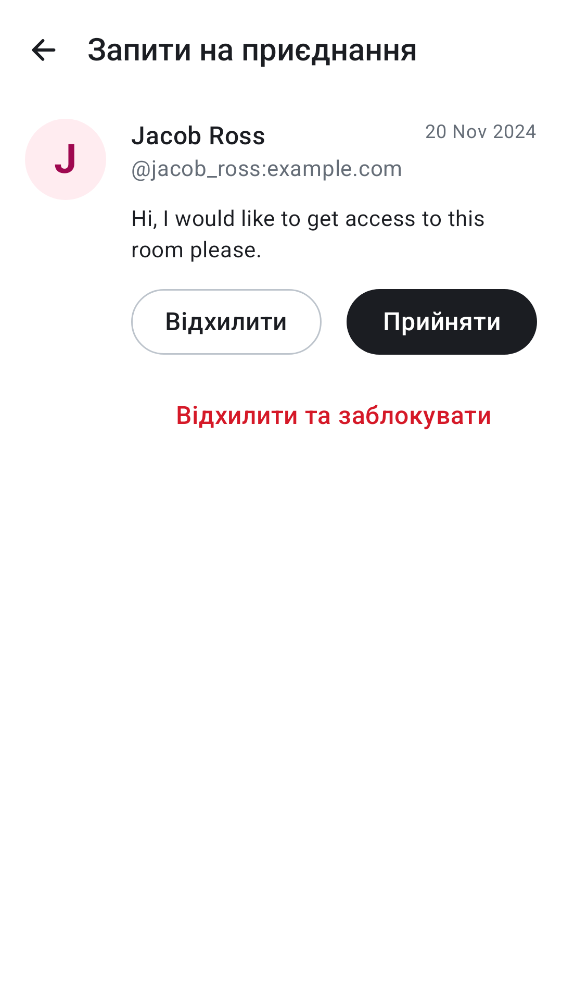 Запити на приєднання
J
Jacob Ross
20 Nov 2024
@jacob_ross:example.com
Hi, I would like to get access to this
room please.
Відхилити
Прийняти
Відхилити та заблокувати